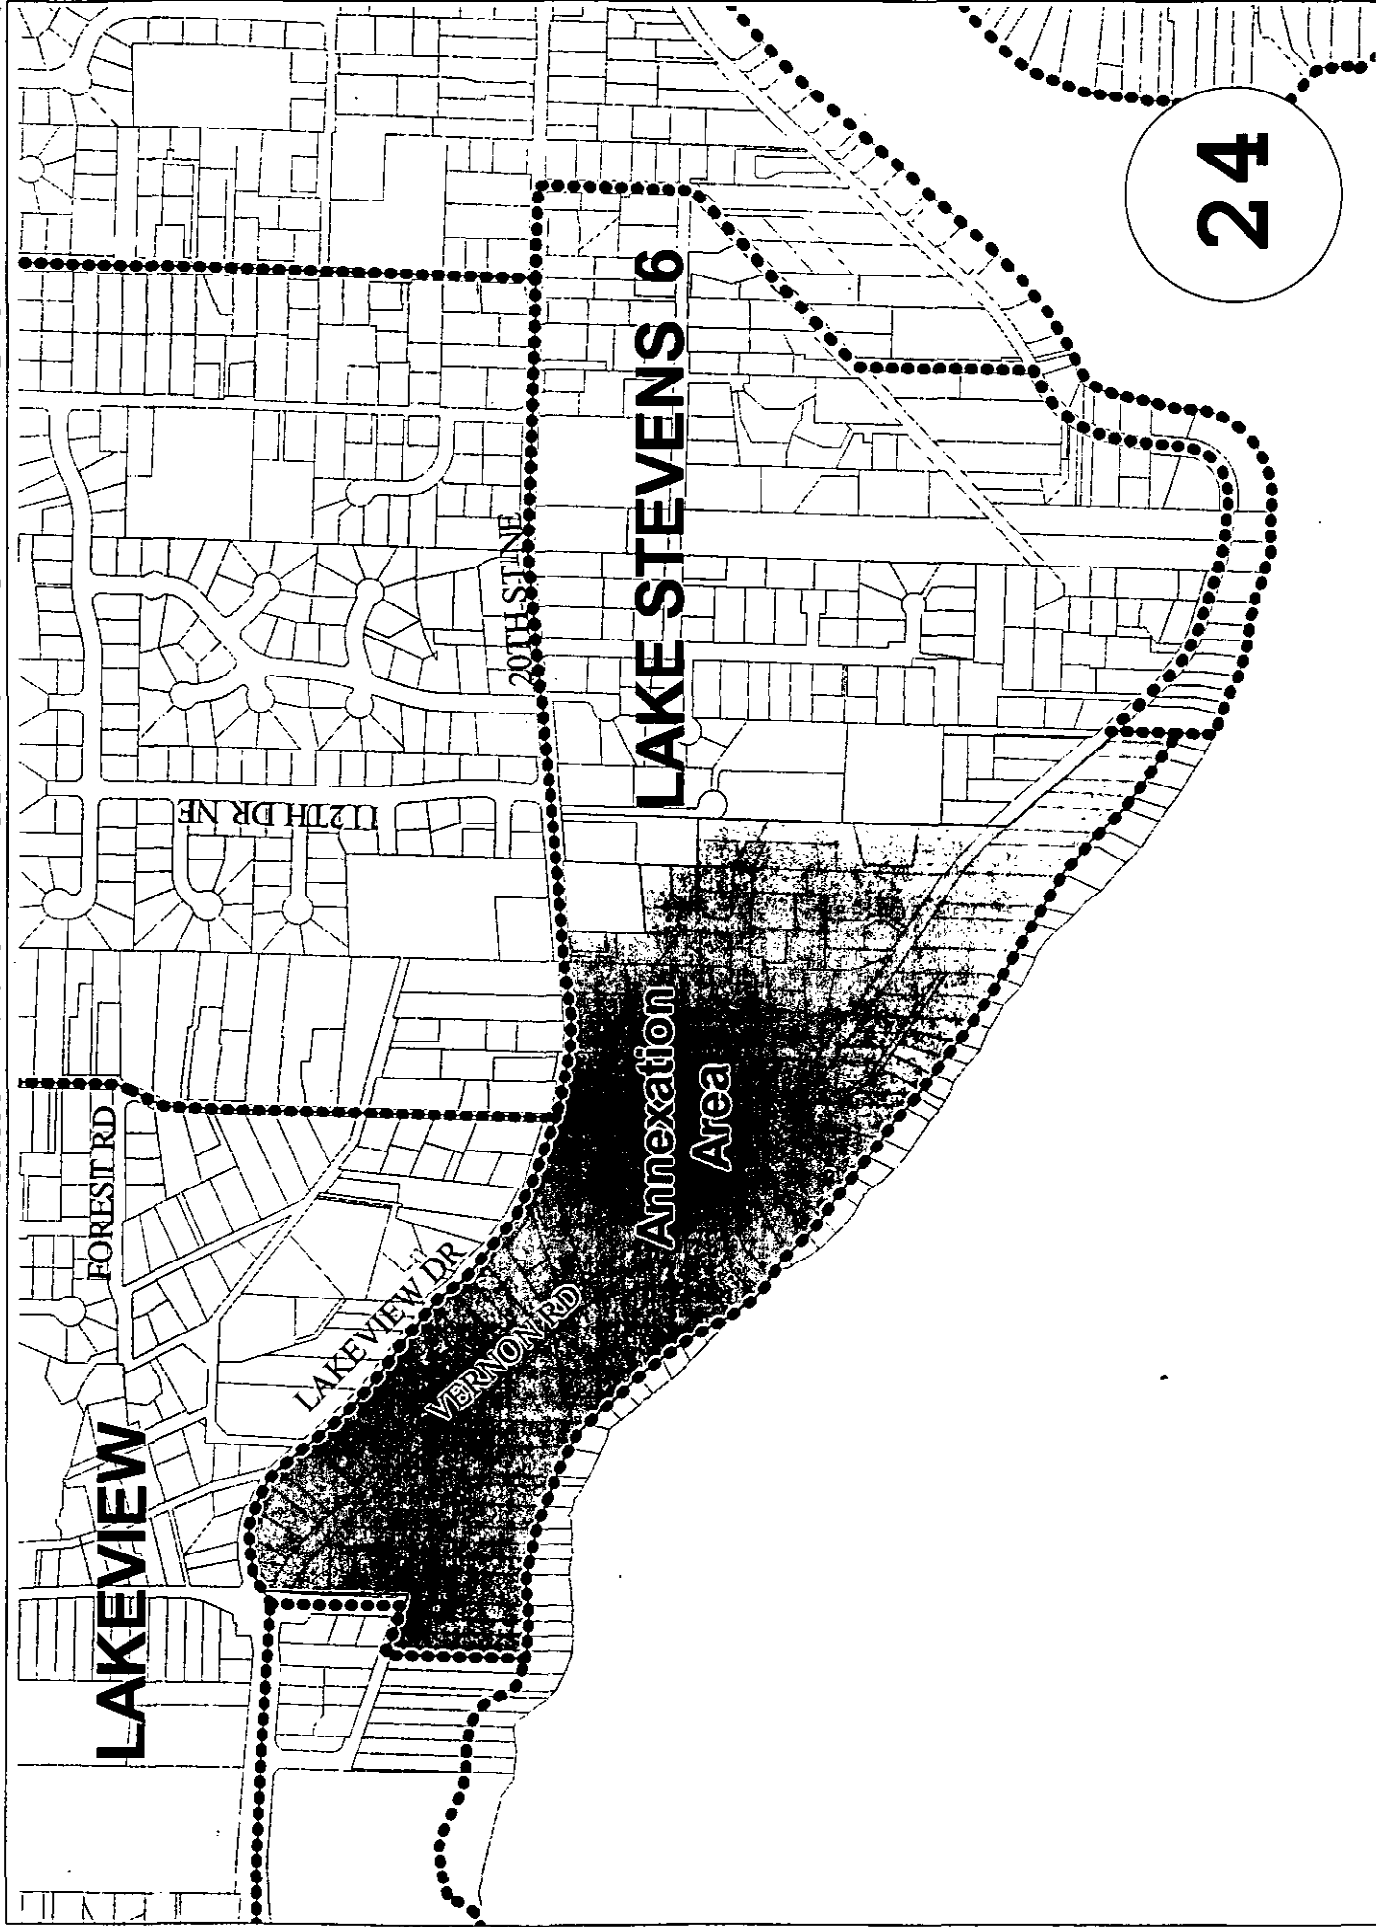 LAKEVIEW
FOREST RD
LAKEVIEW DR
VERNON RD
112TH DR NE
20TH ST NE
Annexation
Area
LAKE STEVENS 6
24